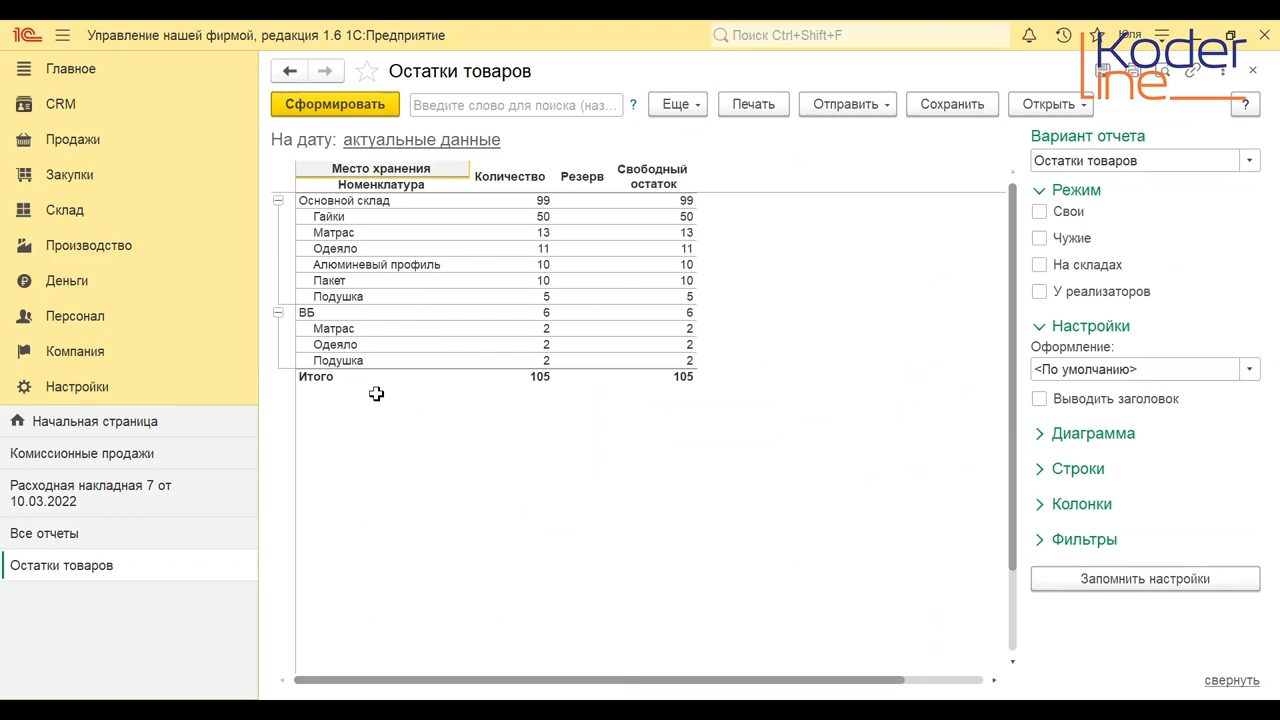 1С Управление нашей фирмой, редакция 1.6 1С:Предприятие
Поиск Ctrl+Shift+F
Юля
Koder
line
Главное
CRM
Продажи
Закупки
Склад
Производство
Деньги
Персонал
Компания
Настройки
Начальная страница
Комиссионные продажи
Расходная накладная 7 от
10.03.2022
Все отчеты
Остатки товаров
Остатки товаров
Сформировать
Введите слово для поиска (наз...
?
Еще
Печать
Отправить
Сохранить
Открыть
?
На дату: актуальные данные
Место хранения
Номенклатура
Количество
Резерв
Свободный
остаток
Основной склад 99 99
Гайки 50 50
Матрас 13 13
Одеяло 11 11
Алюминевый профиль 10 10
Пакет 10 10
Подушка 5 5
ВБ 6 6
Матрас 2 2
Одеяло 2 2
Подушка 2 2
Итого 105 105
Вариант отчета
Остатки товаров
Режим
Свои
Чужие
На складах
У реализаторов
Настройки
Оформление:
<По умолчанию>
Выводить заголовок
Диаграмма
Строки
Колонки
Фильтры
Запомнить настройки
свернуть